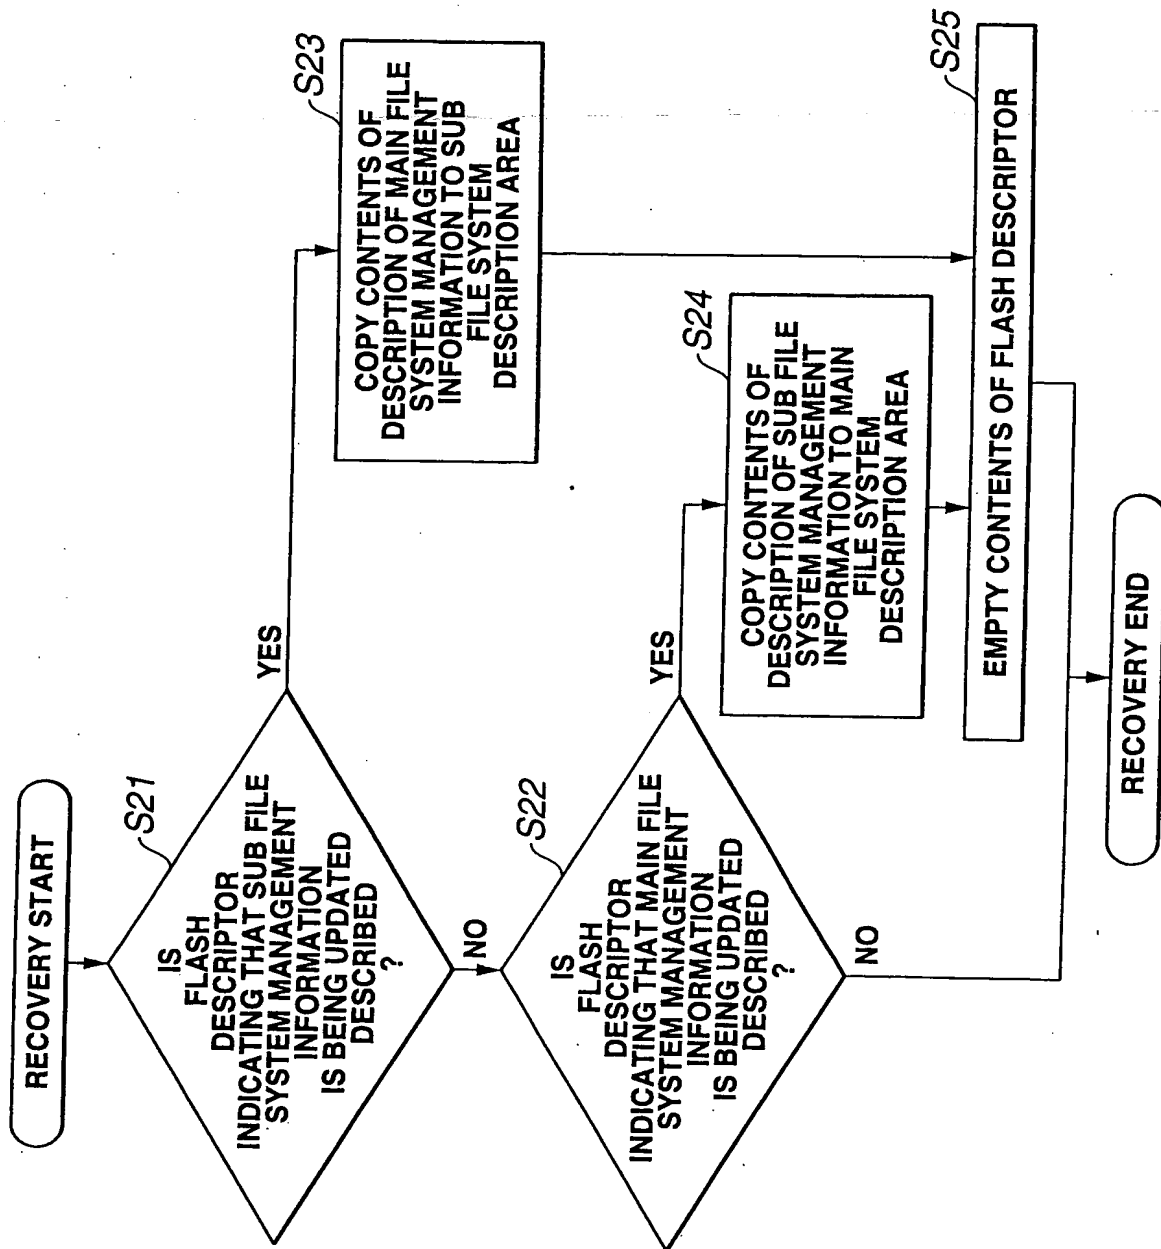 RECOVERY START
S21
IS
FLASH
DESCRIPTOR
INDICATING THAT SUB FILE
SYSTEM MANAGEMENT
INFORMATION
IS BEING UPDATED
DESCRIBED
?
YES
NO
S23
COPY CONTENTS OF
DESCRIPTION OF MAIN FILE
SYSTEM MANAGEMENT
INFORMATION TO SUB
FILE SYSTEM
DESCRIPTION AREA
S22
IS
FLASH
DESCRIPTOR
INDICATING THAT MAIN FILE
SYSTEM MANAGEMENT
INFORMATION
IS BEING UPDATED
DESCRIBED
?
YES
NO
S24
COPY CONTENTS OF
DESCRIPTION OF SUB FILE
SYSTEM MANAGEMENT
INFORMATION TO MAIN
FILE SYSTEM
DESCRIPTION AREA
S25
EMPTY CONTENTS OF FLASH DESCRIPTOR
RECOVERY END